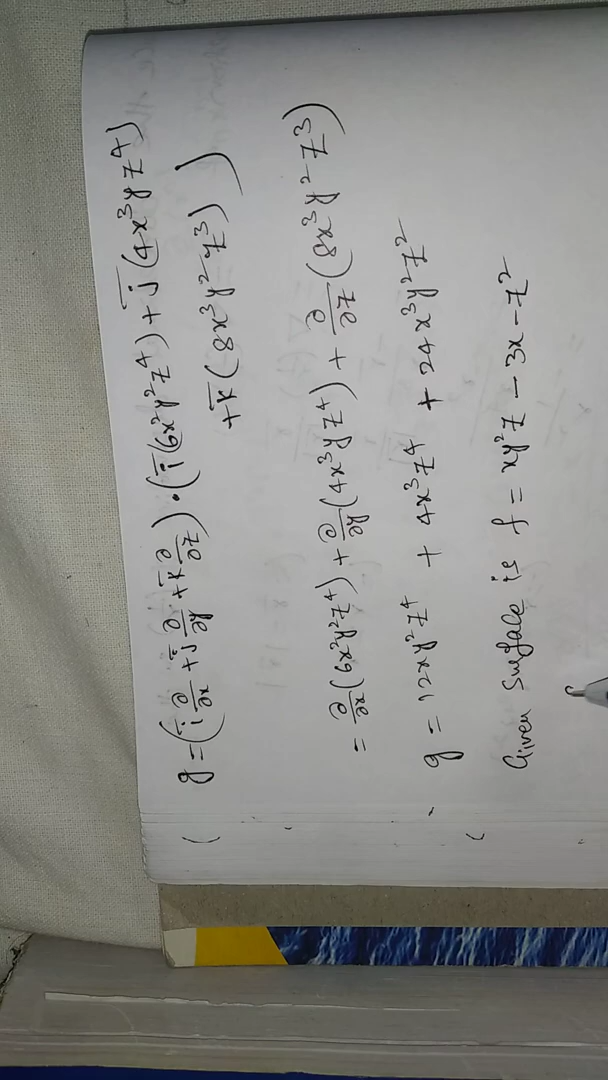 g = (i̅ ∂/∂x + j̅ ∂/∂y + k̅ ∂/∂z) · (i̅(6x²y²z⁴) + j̅(4x³yz⁴)
+ k̅(8x³y²z³))
= ∂/∂x(6x²y²z⁴) + ∂/∂y(4x³yz⁴) + ∂/∂z(8x³y²z³)
g = 12xy²z⁴ + 4x³z⁴ + 24x³y²z²
Given surface is f = xy²z - 3x - z²